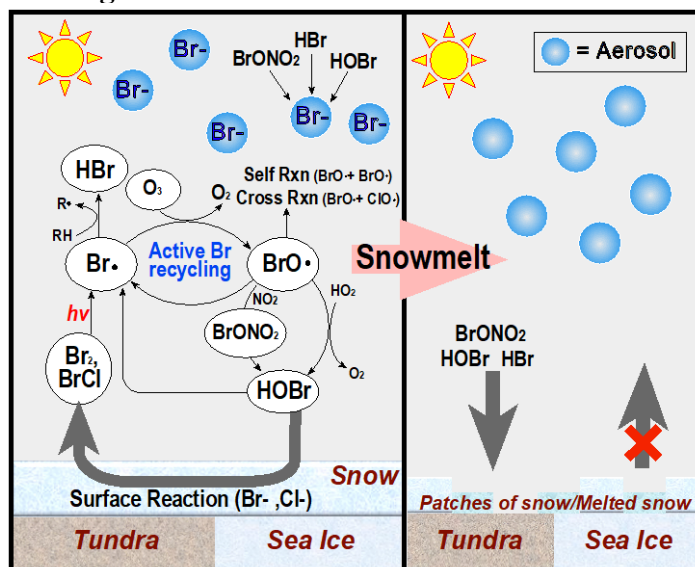 Br-
Br-
Br-
Br-
Br-
BrONO2
HBr
HOBr
HBr
O3
O2
Self Rxn (BrO•+ BrO•)
Cross Rxn (BrO•+ ClO•)
R•
RH
Br•
Active Br
recycling
BrO•
hv
NO2
HO2
BrONO2
Br2,
BrCl
HOBr
O2
Snow
Surface Reaction (Br- ,Cl-)
Tundra
Sea Ice
Snowmelt
= Aerosol
BrONO2
HOBr HBr
Patches of snow/Melted snow
Tundra
Sea Ice